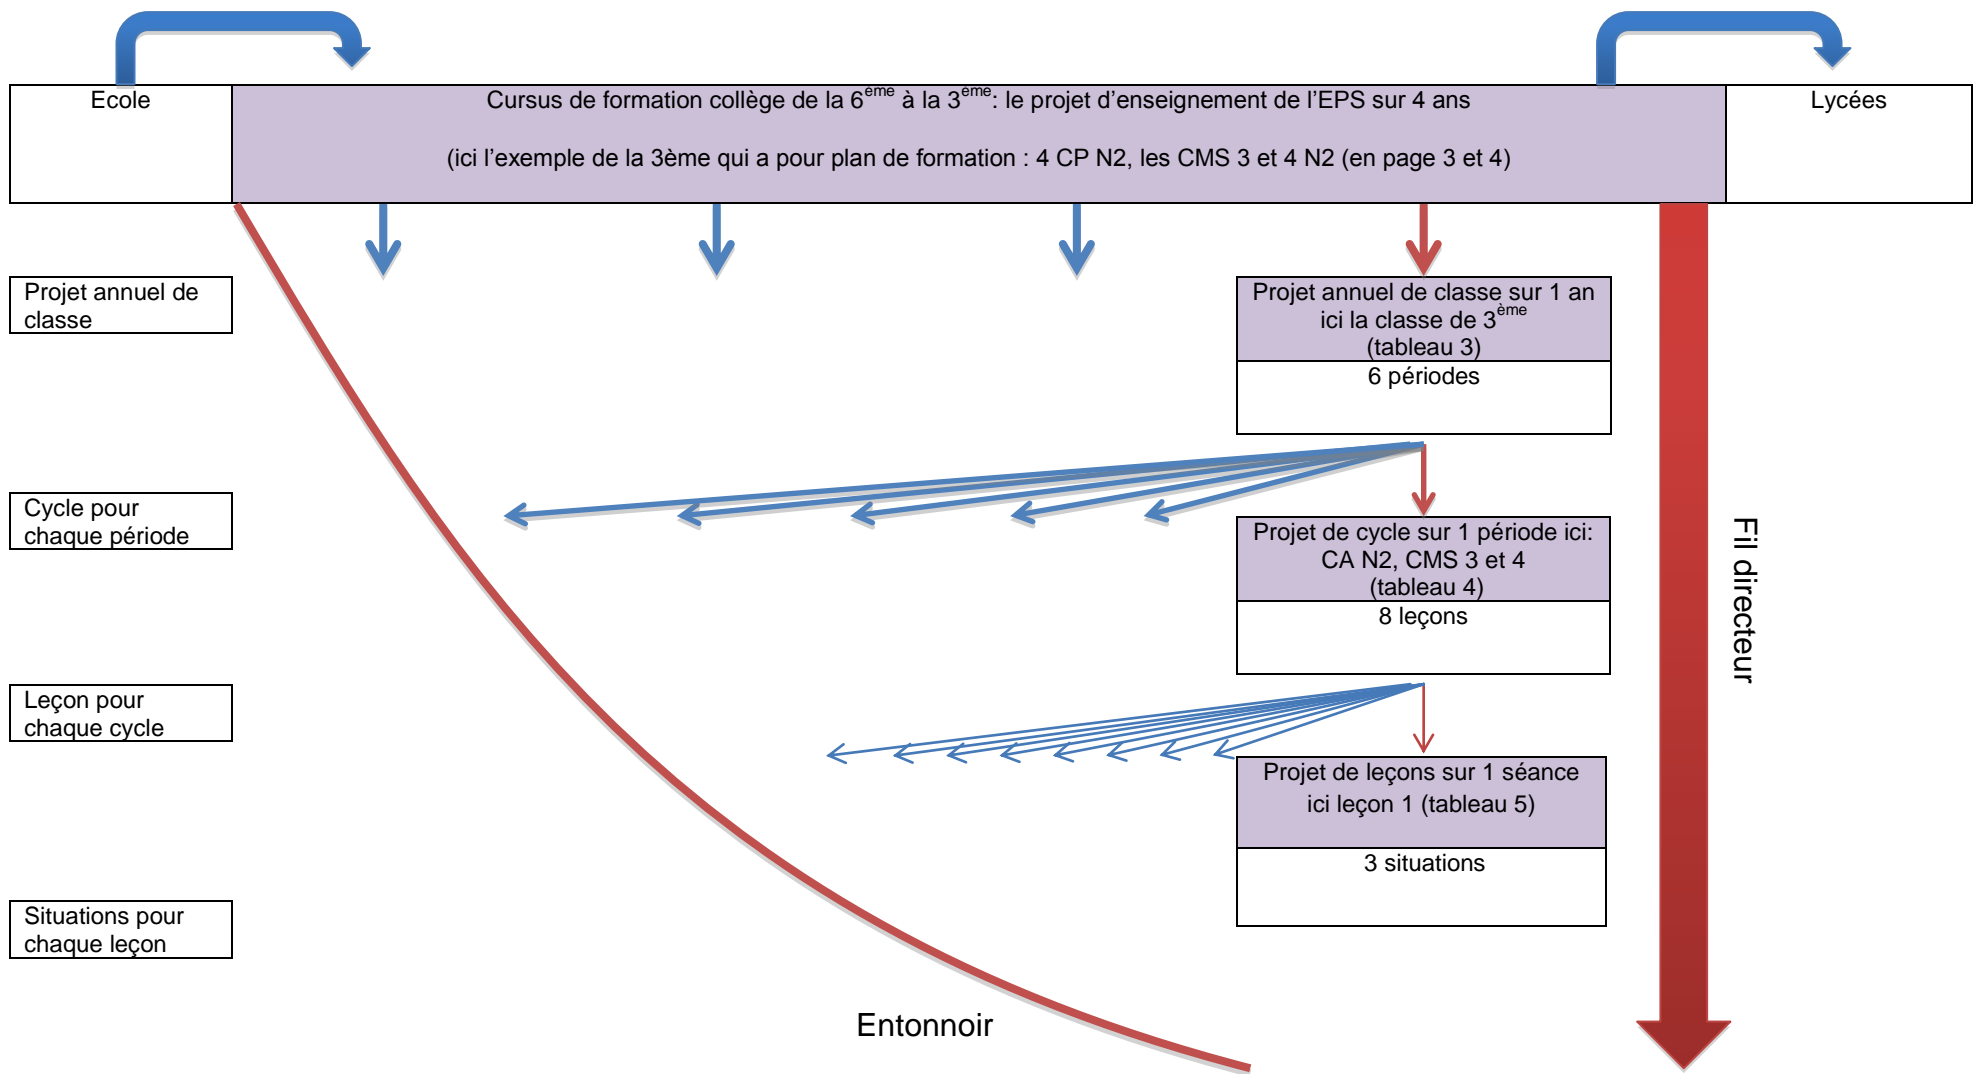 Ecole
Cursus de formation collège de la 6ème à la 3ème: le projet d’enseignement de l’EPS sur 4 ans
(ici l’exemple de la 3ème qui a pour plan de formation : 4 CP N2, les CMS 3 et 4 N2 (en page 3 et 4)
Lycées
Projet annuel de
classe
Projet annuel de classe sur 1 an
ici la classe de 3ème
(tableau 3)
6 périodes
Cycle pour
chaque période
Projet de cycle sur 1 période ici:
CA N2, CMS 3 et 4
(tableau 4)
8 leçons
Fil directeur
Leçon pour
chaque cycle
Projet de leçons sur 1 séance
ici leçon 1 (tableau 5)
3 situations
Situations pour
chaque leçon
Entonnoir